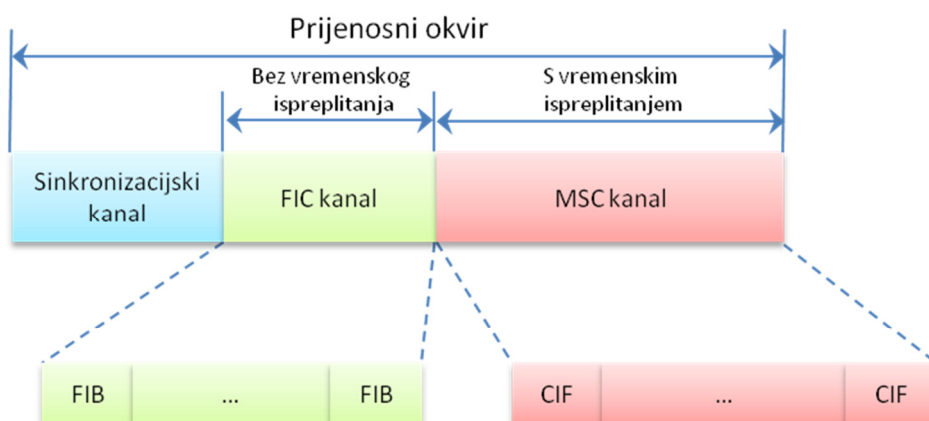 Prijenosni okvir
Bez vremenskog
ispreplitanja
S vremenskim
ispreplitanjem
Sinkronizacijski
kanal
FIC kanal
MSC kanal
FIB
...
FIB
CIF
...
CIF